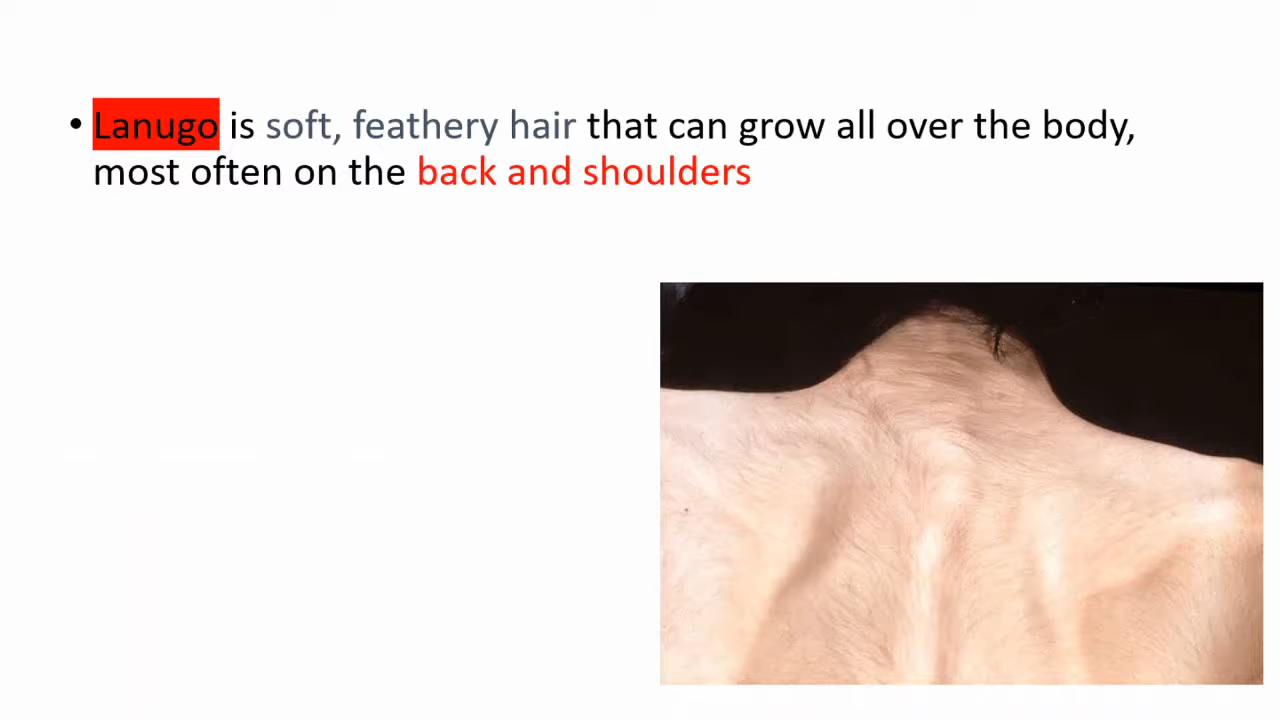 • Lanugo is soft, feathery hair that can grow all over the body,
most often on the back and shoulders